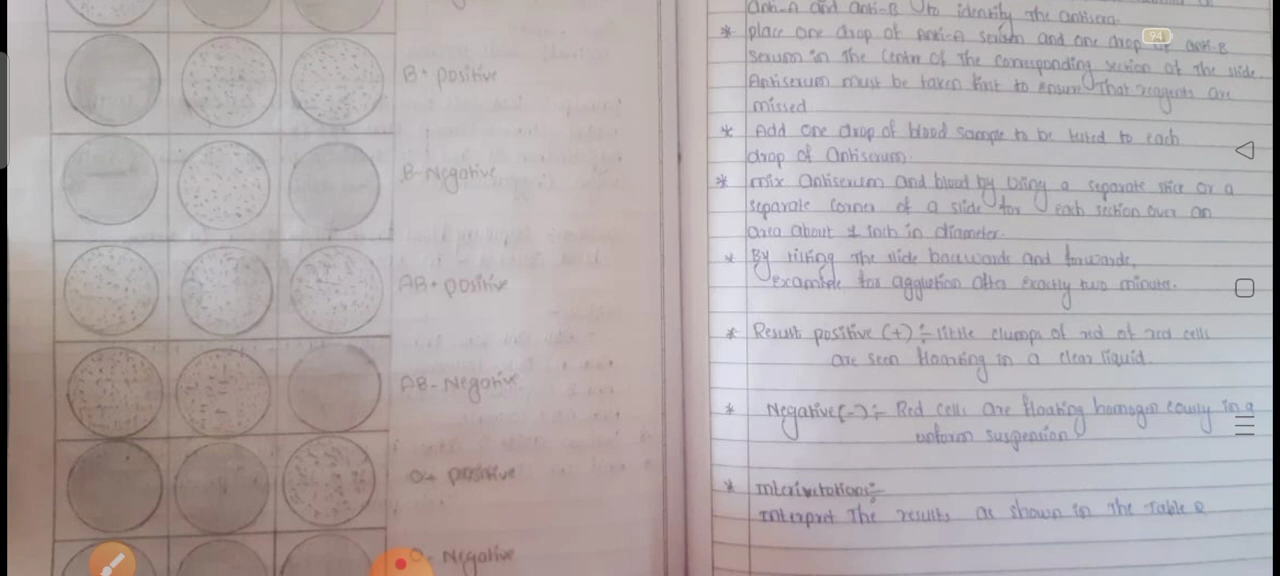 B+ positive
B-Negative
AB+ positive
AB-Negative
O+ positive
O- Negative
Anti-A and anti-B to identify The antisera.
* place one drop of Anti-A serum and one drop of anti-B
serum in The Centre of The corresponding section of The slide.
Antiserum must be taken first to ensure That reagents are
missed
* Add one drop of blood sample to be tested to each
drop of Antiserum.
* mix Antiserum and blood by using a separate stick or a
separate corner of a slide for each section over an
area about 1 inch in diameter.
* By tilting The slide backwards and forwards,
Example for agglution after exactly two minutes.
* Result positive (+) :- little clumps of red of red cells
are seen floating in a clear liquid.
* Negative(-) :- Red cells are floating homogen eously in a
uniform suspension
*
Interpret The results as shown in the Table
94